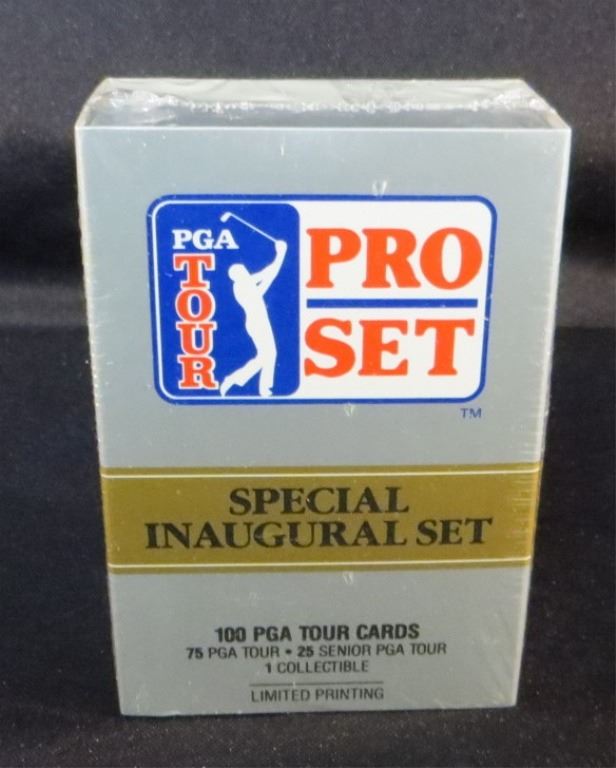 PGA
TOUR
PRO
SET
TM
SPECIAL
INAUGURAL SET
100 PGA TOUR CARDS
75 PGA TOUR • 25 SENIOR PGA TOUR
1 COLLECTIBLE
LIMITED PRINTING